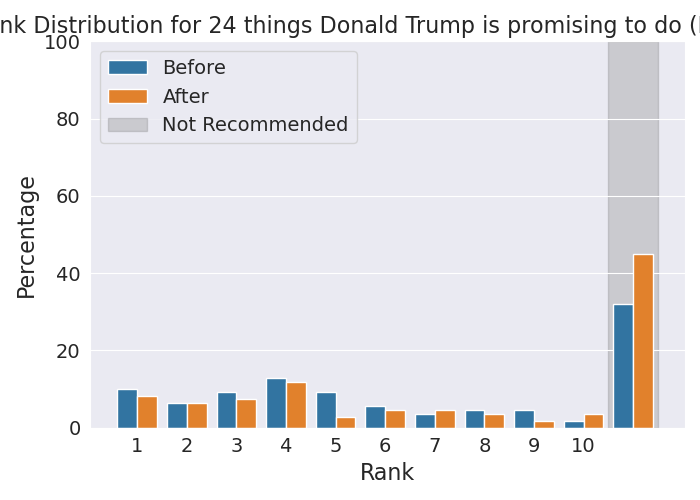 nk Distribution for 24 things Donald Trump is promising to do (
100
80
60
40
20
0
Percentage
Before
After
Not Recommended
1 2 3 4 5 6 7 8 9 10
Rank